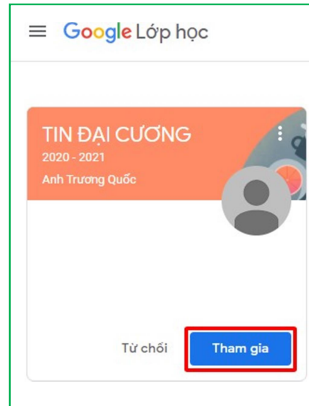 Google Lớp học
TIN ĐẠI CƯƠNG
2020 - 2021
Anh Trương Quốc
Từ chối
Tham gia